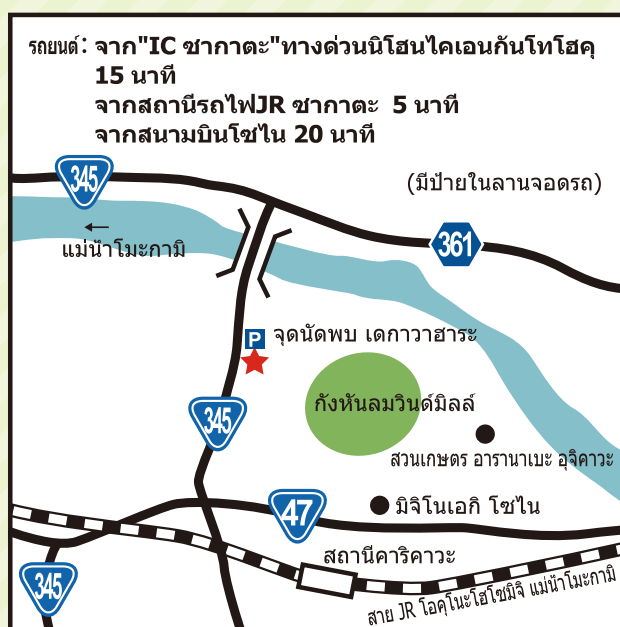 รถยนต์: จาก"IC ซากาตะ"ทางด่วนนิโฮนไคเอนกันโทโฮคุ
15 นาที
จากสถานีรถไฟJR ซากาตะ 5 นาที
จากสนามบินโชไน 20 นาที
345
(มีป้ายในลานจอดรถ)
361
แม่น้ำโมะกามิ
P
จุดนัดพบ เดกาวาฮาระ
กังหันลมวินด์มิลล์
345
สวนเกษตร อารานาเบะ อุจิคาวะ
47
มิจิโนเอกิ โชไน
สถานีคาริคาวะ
345
สาย JR โอคุโนะโฮโซมิจิ แม่น้ำโมะกามิ